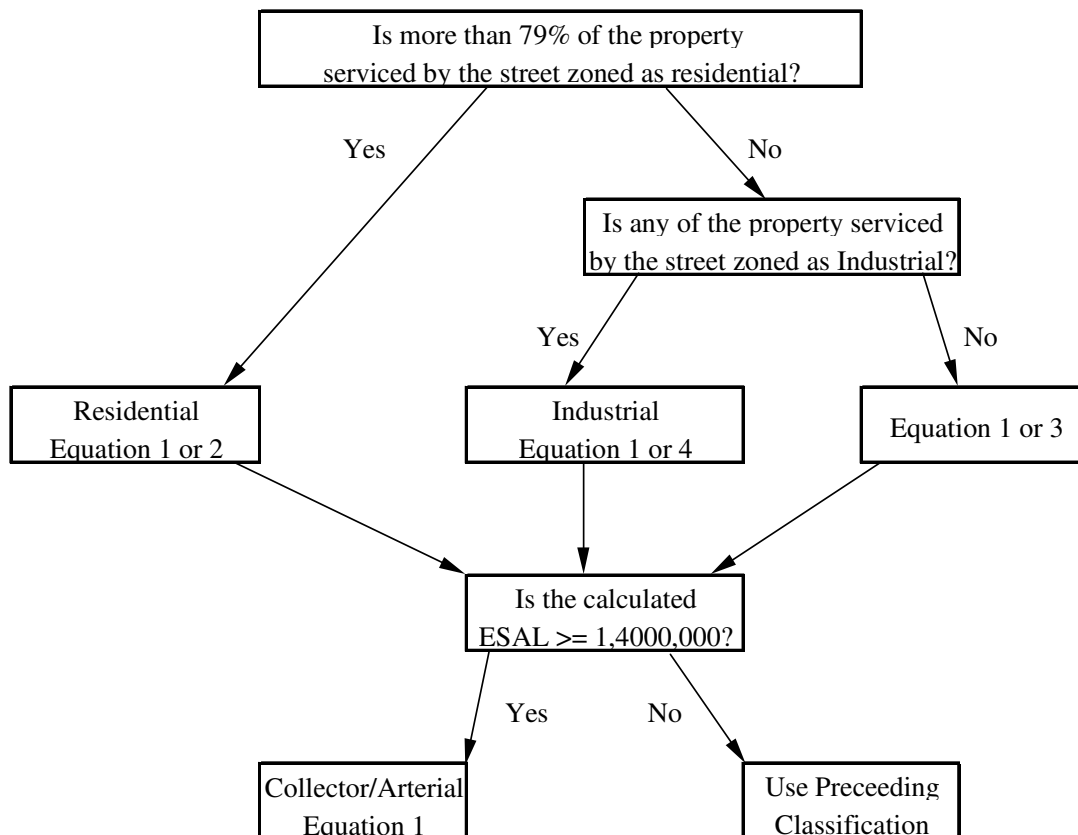 Is more than 79% of the property
serviced by the street zoned as residential?
Yes
No
Is any of the property serviced
by the street zoned as Industrial?
Yes
No
Residential
Equation 1 or 2
Industrial
Equation 1 or 4
Equation 1 or 3
Is the calculated
ESAL >= 1,4000,000?
Yes
No
Collector/Arterial
Equation 1
Use Preceeding
Classification